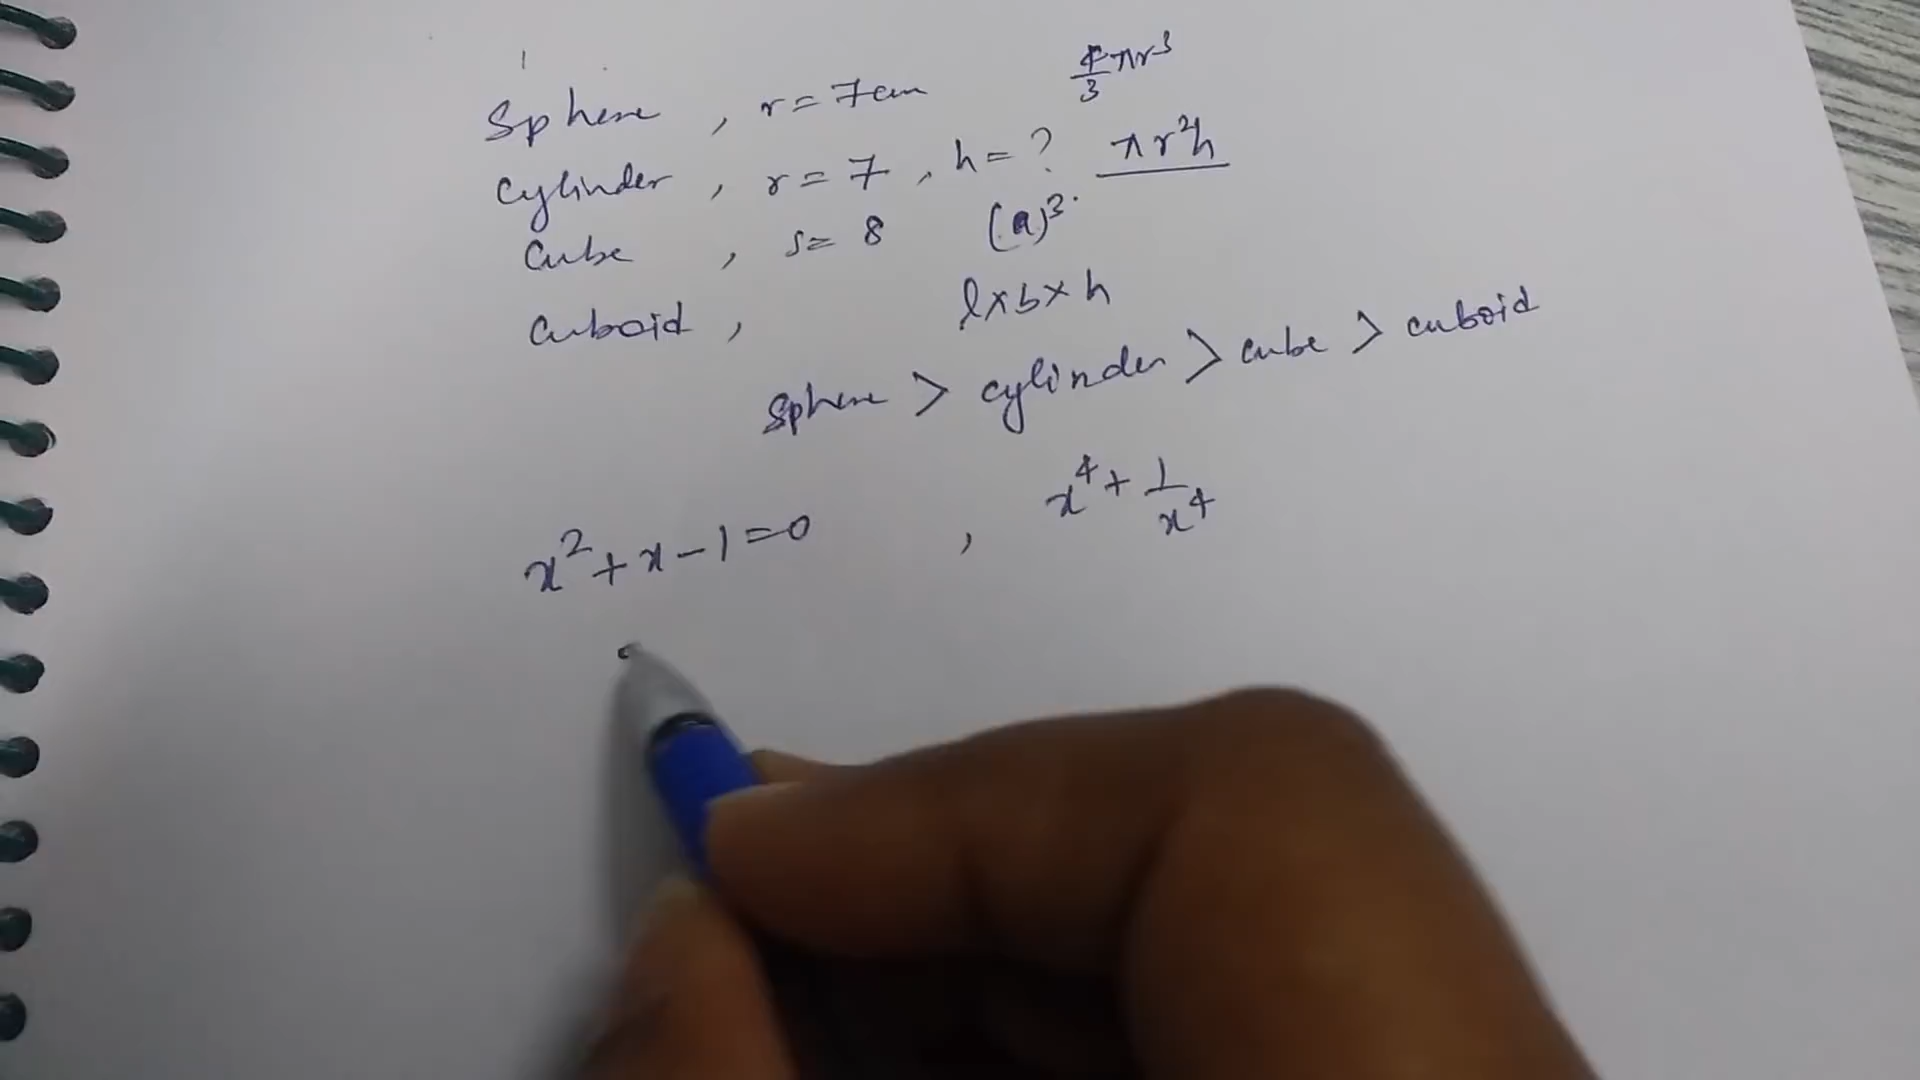 Sphere , r = 7cm 4/3 πr³
Cylinder , r = 7 , h = ? πr²h
Cube , s = 8 (a)³
Cuboid , l×b×h
Sphere > cylinder > cube > cuboid
x² + x - 1 = 0 , x⁴ + 1/x⁴